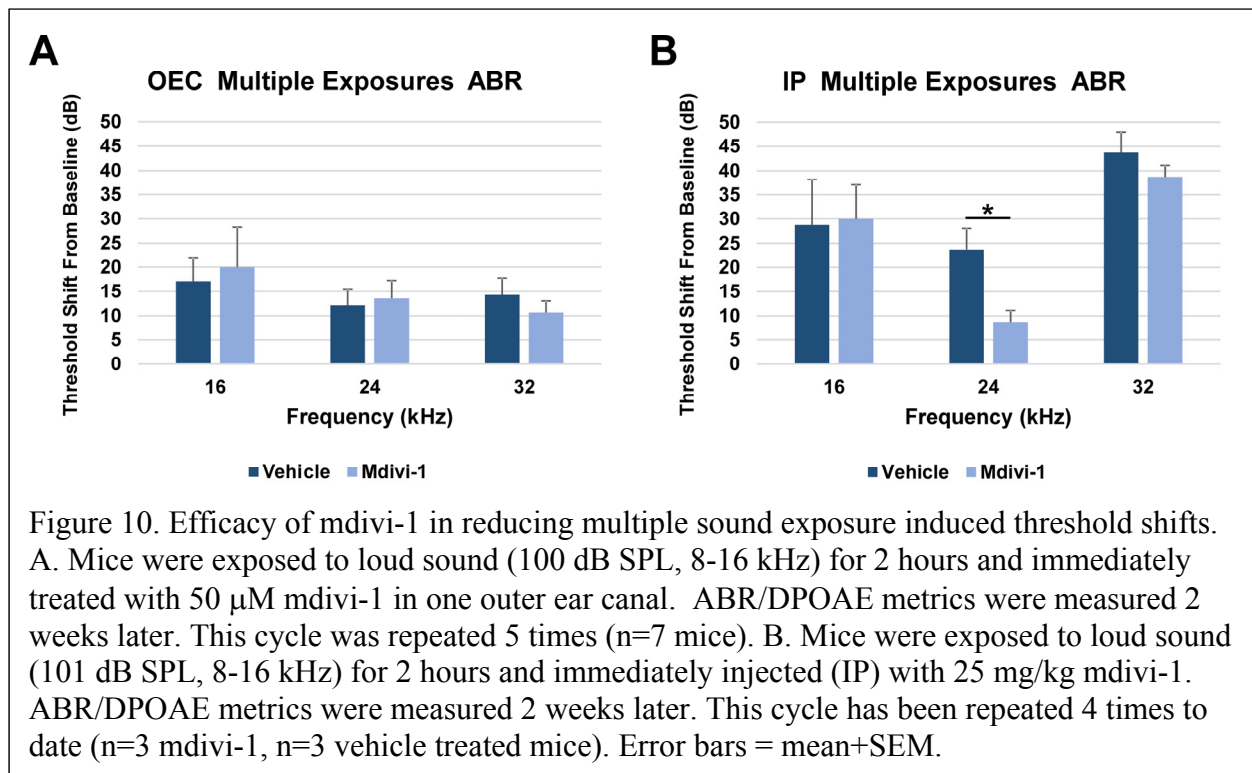 A
OEC Multiple Exposures ABR
Threshold Shift From Baseline (dB)
50
45
40
35
30
25
20
15
10
5
0
16 24 32
Frequency (kHz)
Vehicle Mdivi-1
B
IP Multiple Exposures ABR
Threshold Shift From Baseline (dB)
50
45
40
35
30
25
20
15
10
5
0
*
16 24 32
Frequency (kHz)
Vehicle Mdivi-1
Figure 10. Efficacy of mdivi-1 in reducing multiple sound exposure induced threshold shifts.
A. Mice were exposed to loud sound (100 dB SPL, 8-16 kHz) for 2 hours and immediately
treated with 50 μM mdivi-1 in one outer ear canal. ABR/DPOAE metrics were measured 2
weeks later. This cycle was repeated 5 times (n=7 mice). B. Mice were exposed to loud sound
(101 dB SPL, 8-16 kHz) for 2 hours and immediately injected (IP) with 25 mg/kg mdivi-1.
ABR/DPOAE metrics were measured 2 weeks later. This cycle has been repeated 4 times to
date (n=3 mdivi-1, n=3 vehicle treated mice). Error bars = mean+SEM.